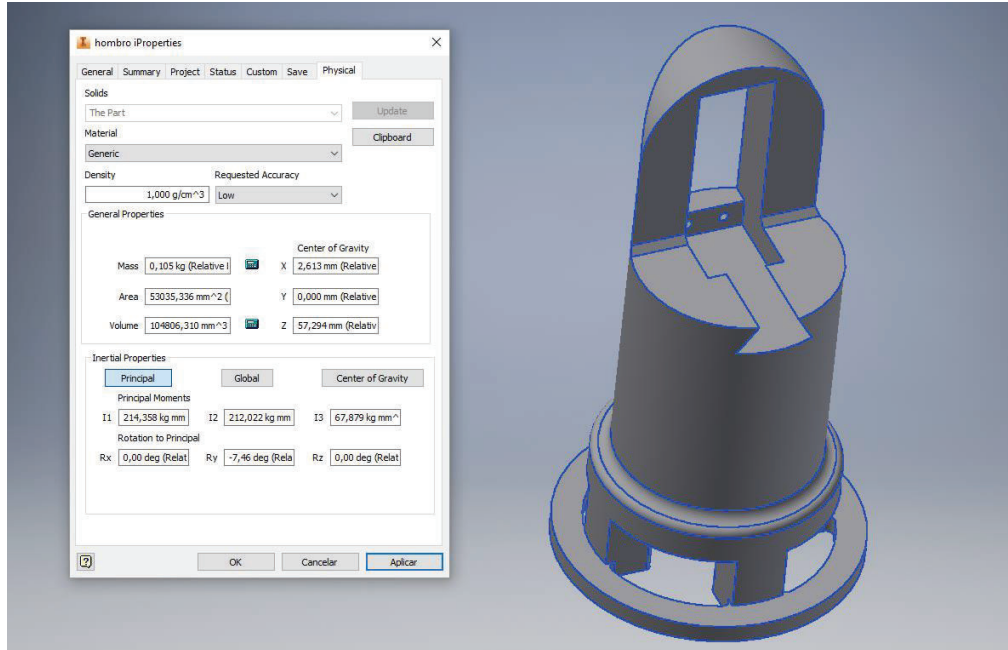 hombro iProperties
General Summary Project Status Custom Save Physical
Solids
The Part
Update
Material
Clipboard
Generic
Density Requested Accuracy
1,000 g/cm^3 Low
General Properties
Center of Gravity
Mass 0,105 kg (Relative X 2,613 mm (Relative
Area 53035,336 mm^2 ( Y 0,000 mm (Relative
Volume 104806,310 mm^3 Z 57,294 mm (Relativ
Inertial Properties
Principal Global Center of Gravity
Principal Moments
I1 214,358 kg mm I2 212,022 kg mm I3 67,879 kg mm^
Rotation to Principal
Rx 0,00 deg (Relat Ry -7,46 deg (Rela Rz 0,00 deg (Relat
OK Cancelar Aplicar